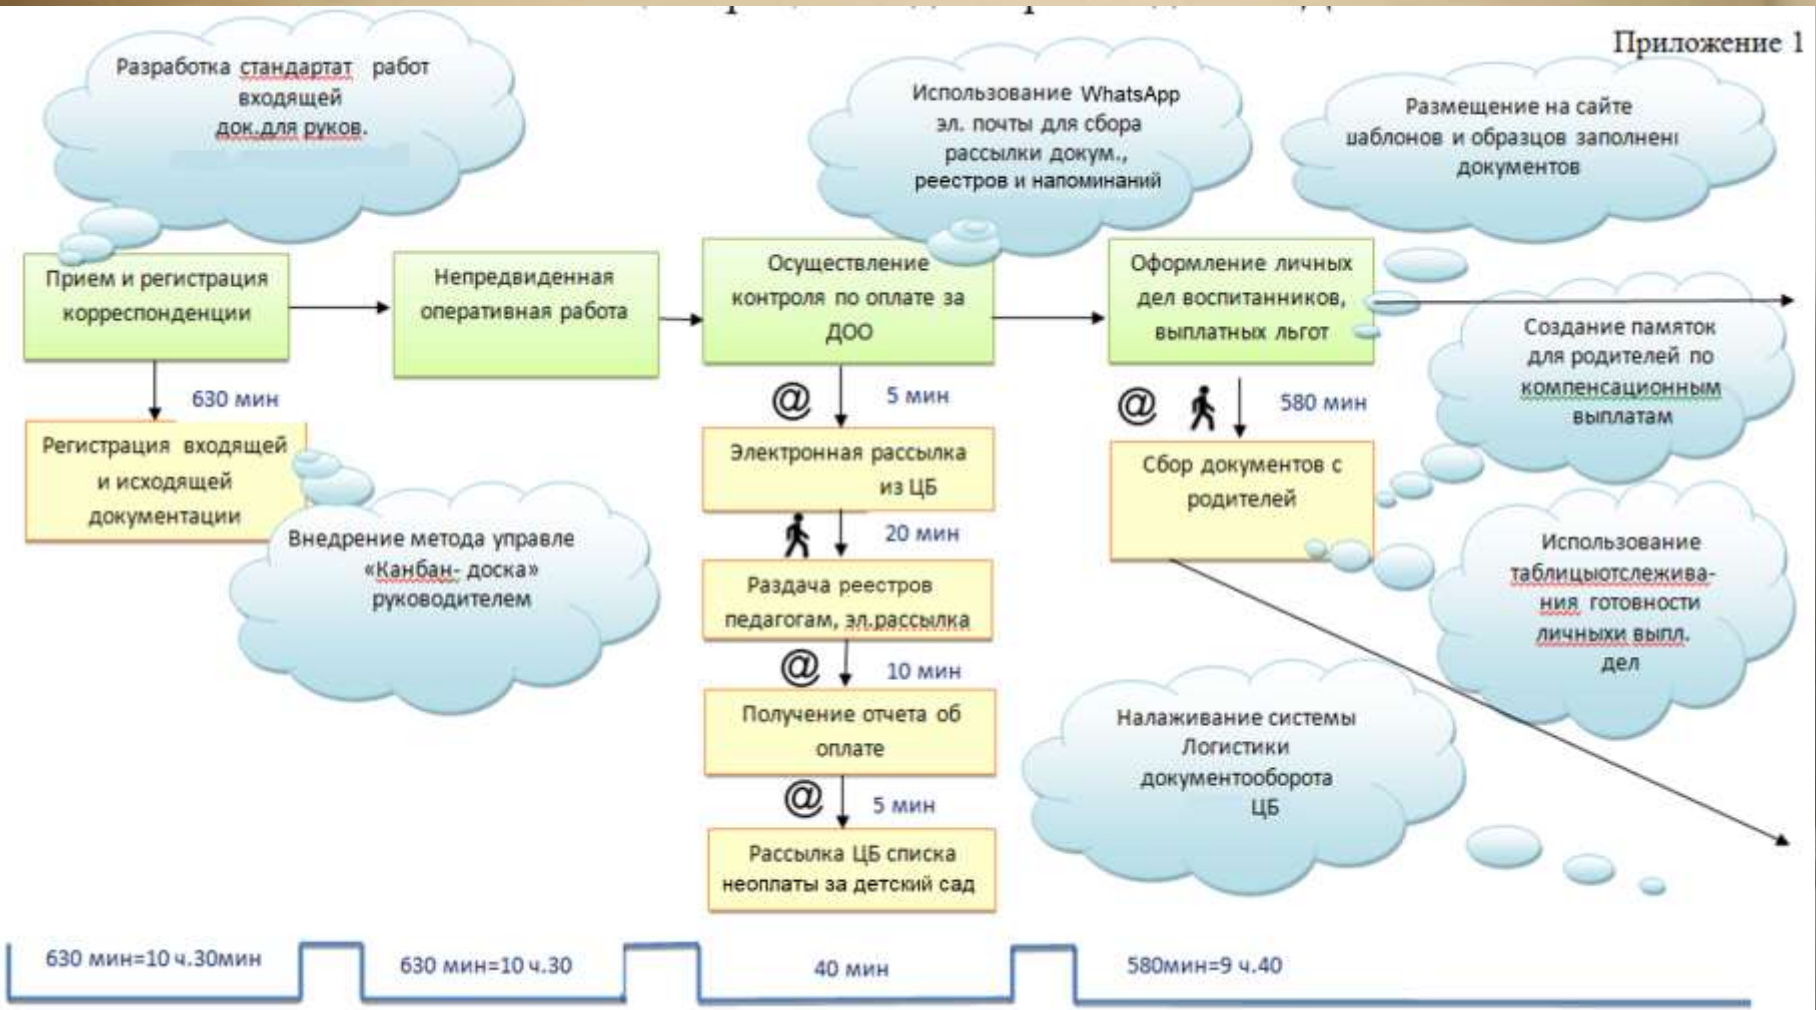 Приложение 1
Разработка стандартат работ
входящей
док.для руков.
Использование WhatsApp
эл. почты для сбора
рассылки докум.,
реестров и напоминаний
Размещение на сайте
шаблонов и образцов заполнени
документов
Прием и регистрация
корреспонденции
Непредвиденная
оперативная работа
Осуществление
контроля по оплате за
ДОО
Оформление личных
дел воспитанников,
выплатных льгот
Создание памяток
для родителей по
компенсационным
выплатам
630 мин
@
5 мин
@
580 мин
Регистрация входящей
и исходящей
документации
Электронная рассылка
из ЦБ
Сбор документов с
родителей
Внедрение метода управле
«Канбан- доска»
руководителем
20 мин
Использование
таблицыотслежива-
ния готовности
личныхи выпл.
дел
Раздача реестров
педагогам, эл.рассылка
@
10 мин
Получение отчета об
оплате
Налаживание системы
Логистики
документооборота
ЦБ
@
5 мин
Рассылка ЦБ списка
неоплаты за детский сад
630 мин=10 ч.30мин
630 мин=10 ч.30
40 мин
580мин=9 ч.40